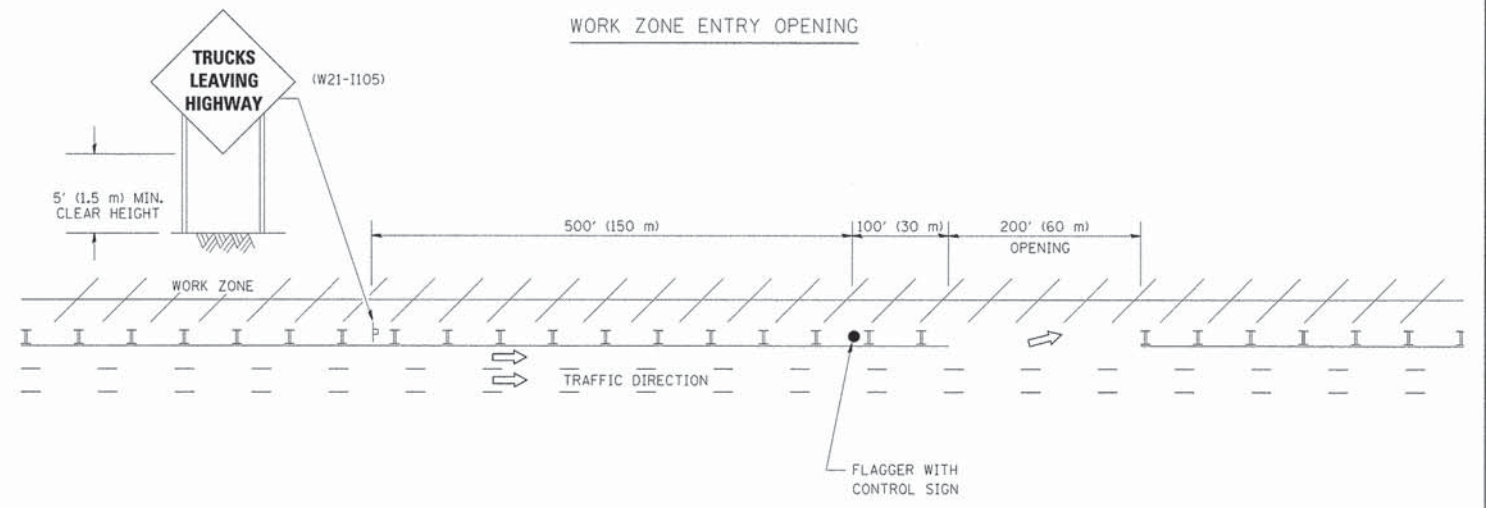 WORK ZONE ENTRY OPENING
TRUCKS
LEAVING
HIGHWAY
(W21-I105)
5' (1.5 m) MIN.
CLEAR HEIGHT
500' (150 m)
100' (30 m)
200' (60 m)
OPENING
WORK ZONE
TRAFFIC DIRECTION
FLAGGER WITH
CONTROL SIGN